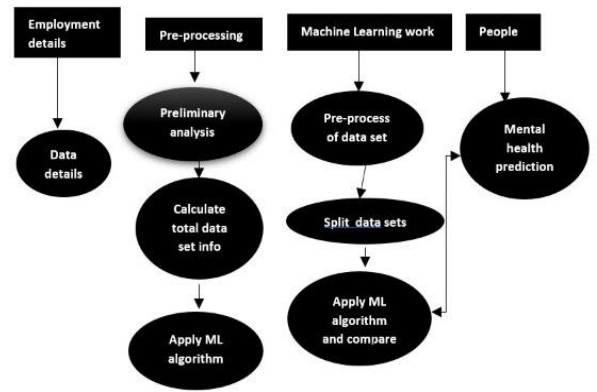 Employment
details
Pre-processing
Machine Learning work
People
Preliminary
analysis
Pre-process
of data set
Mental
health
prediction
Data
details
Calculate
total data
set info
Split data sets
Apply ML
algorithm
Apply ML
algorithm
and compare